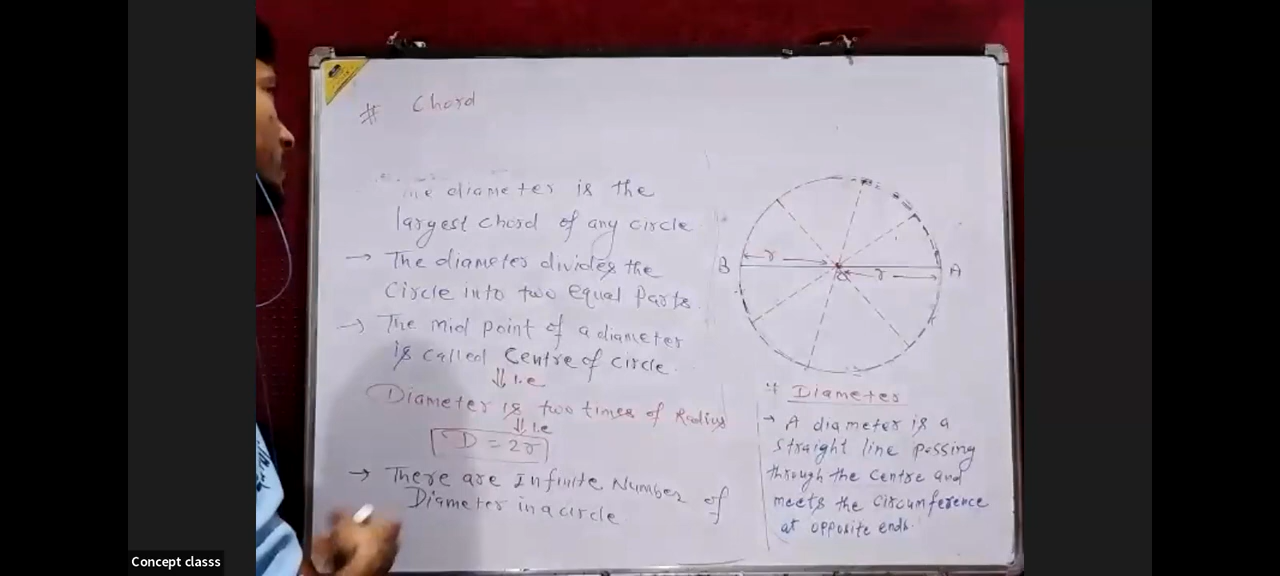 # Chord
The diameter is the
largest chord of any circle
→ The diameter divides the
Circle into two equal Parts.
→ The mid point of a diameter
is called Centre of circle.
⇓ i.e
Diameter is two times of Radius
⇓ i.e
D = 2r
→ There are Infinite Number of
Diameter in a circle
B r r A
O
Diameter
→ A diameter is a
straight line passing
through the centre and
meets the circumference
at opposite ends.
Concept classs